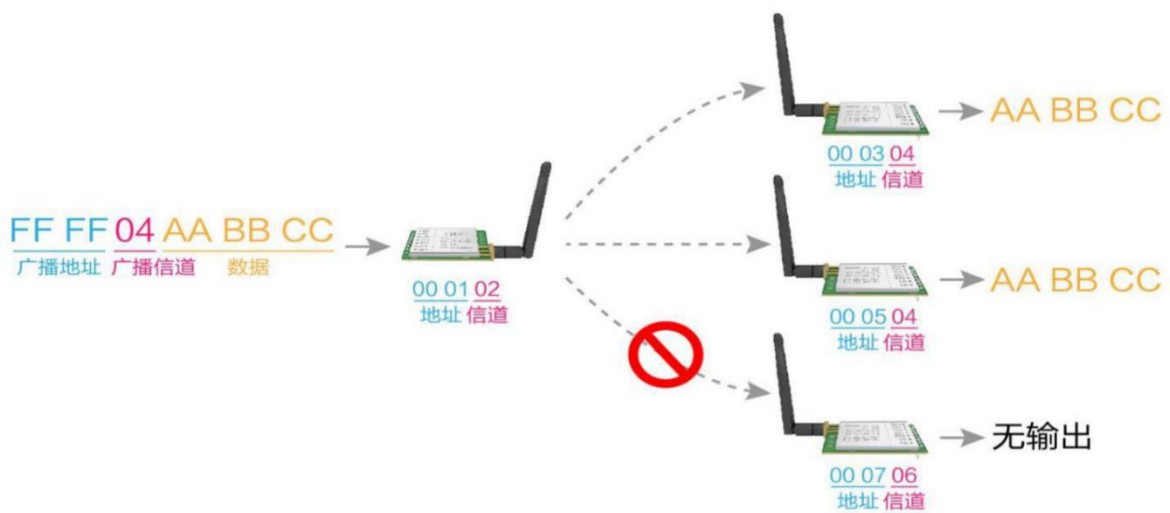 FF FF 04 AA BB CC
广播地址 广播信道 数据
00 01 02
地址 信道
AA BB CC
00 03 04
地址 信道
AA BB CC
00 05 04
地址 信道
无输出
00 07 06
地址 信道